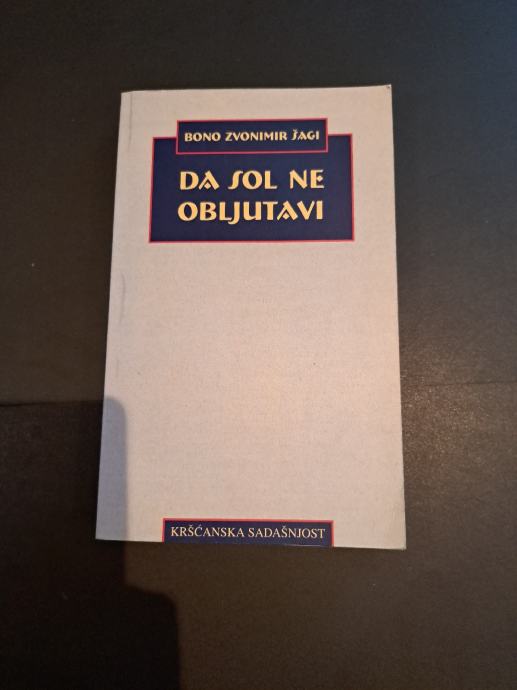 BONO ZVONIMIR ŠAGI
DA SOL NE
OBLJUTAVI
KRŠĆANSKA SADAŠNJOST